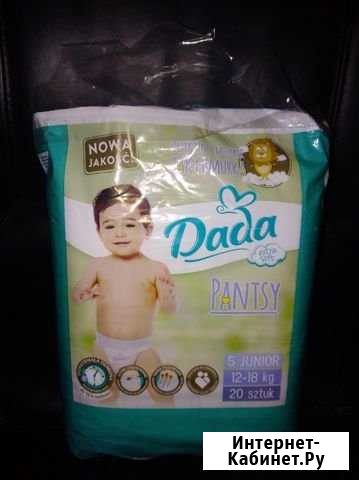 NOWA
JAKOŚĆ
Dada
EXTRA
SOFT
PANTSY
5 JUNIOR
12-18 kg
20 sztuk
Интернет-
Кабинет.Ру